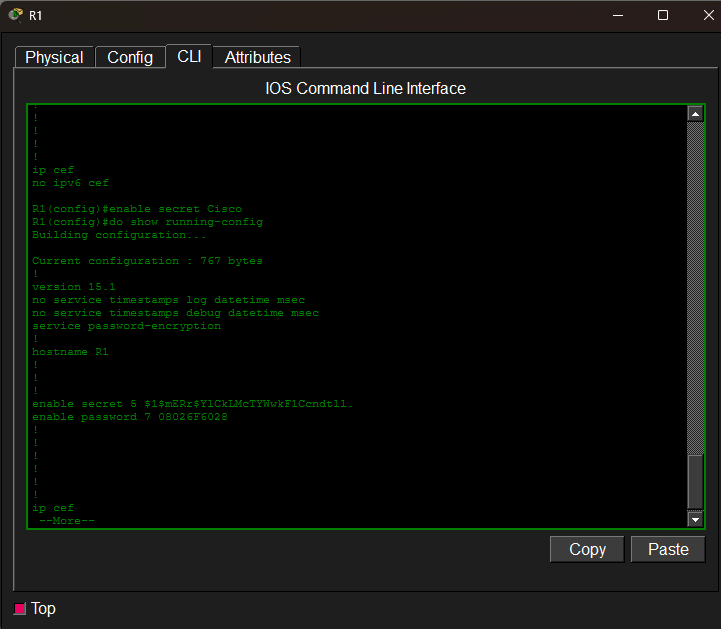 R1
Physical
Config
CLI
Attributes
IOS Command Line Interface
!
!
!
!
ip cef
no ipv6 cef
R1(config)#enable secret Cisco
R1(config)#do show running-config
Building configuration...
Current configuration : 767 bytes
!
version 15.1
no service timestamps log datetime msec
no service timestamps debug datetime msec
service password-encryption
!
hostname R1
!
!
!
enable secret 5 $1$mERr$YlCkLMcTYWwkF1Ccndtll.
enable password 7 08026F6028
!
!
!
!
!
!
ip cef
--More--
Copy
Paste
Top